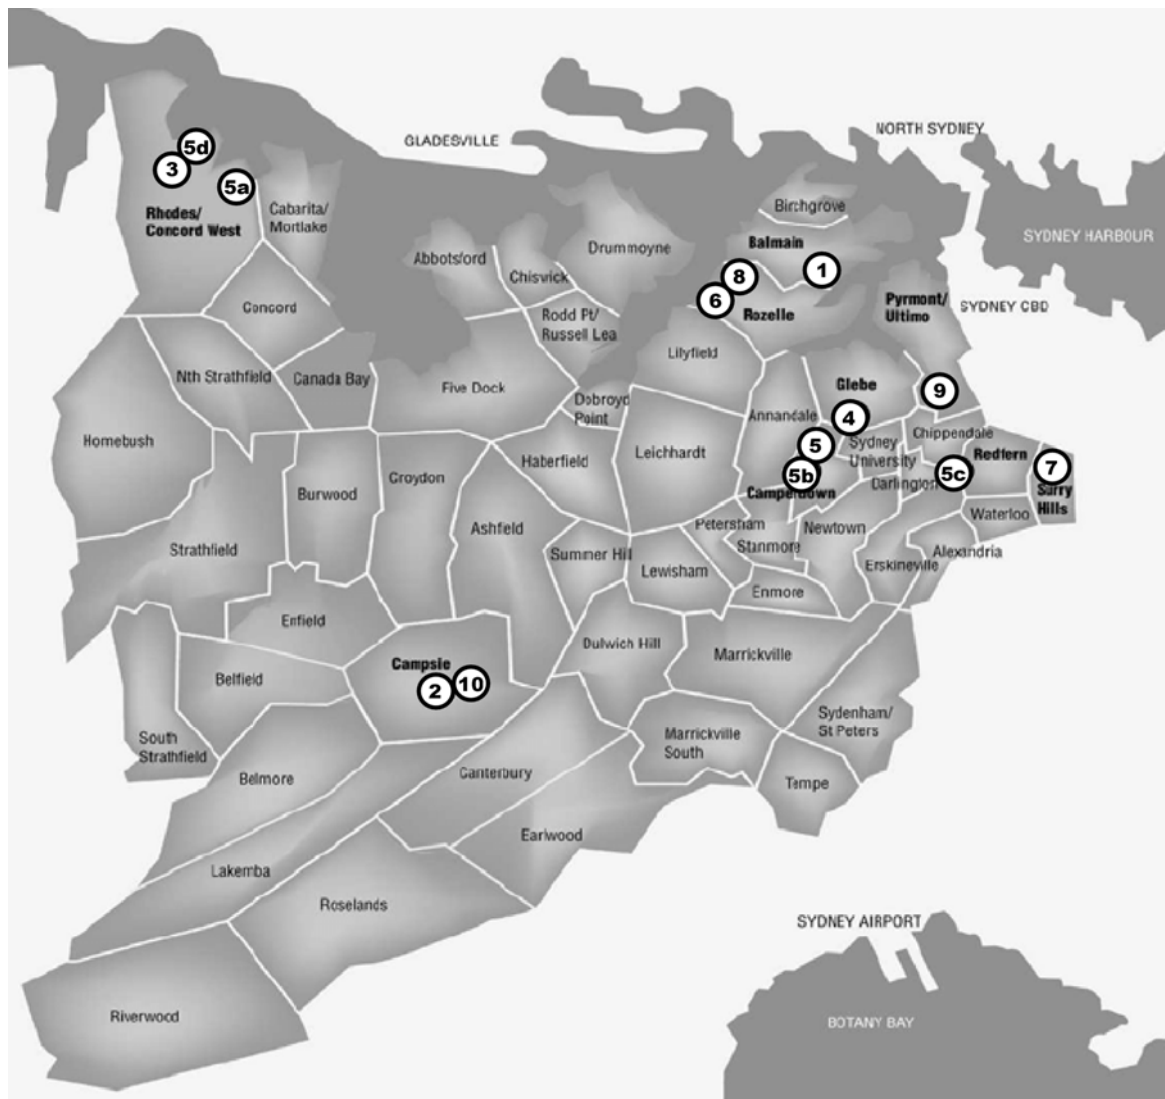 NORTH SYDNEY
GLADESVILLE
5d
3
5a
Rhodes/
Concord West
Cabarita/
Mortlake
Birchgrove
SYDNEY HARBOUR
Balmain
Drummoyne
Abbotsford
Chiswick
8
1
6
Rozelle
Pyrmont/
Ultimo
SYDNEY CBD
Concord
Rodd Pt/
Russell Lea
Lilyfield
Nth Strathfield
Canada Bay
Five Dock
Glebe
9
Dobroyd
Point
Annandale
4
Homebush
Chippendale
5
Sydney
University
Leichhardt
Haberfield
Redfern
7
5b
5c
Croydon
Burwood
Camperdown
Darlington
Surry
Hills
Ashfield
Petersham
Newtown
Waterloo
Strathfield
Summer Hill
Stanmore
Alexandria
Lewisham
Erskineville
Enmore
Enfield
Dulwich Hill
Marrickville
Campsie
2
10
Belfield
Sydenham/
St Peters
South
Strathfield
Marrickville
South
Belmore
Canterbury
Tempe
Earlwood
Lakemba
Roselands
SYDNEY AIRPORT
Riverwood
BOTANY BAY